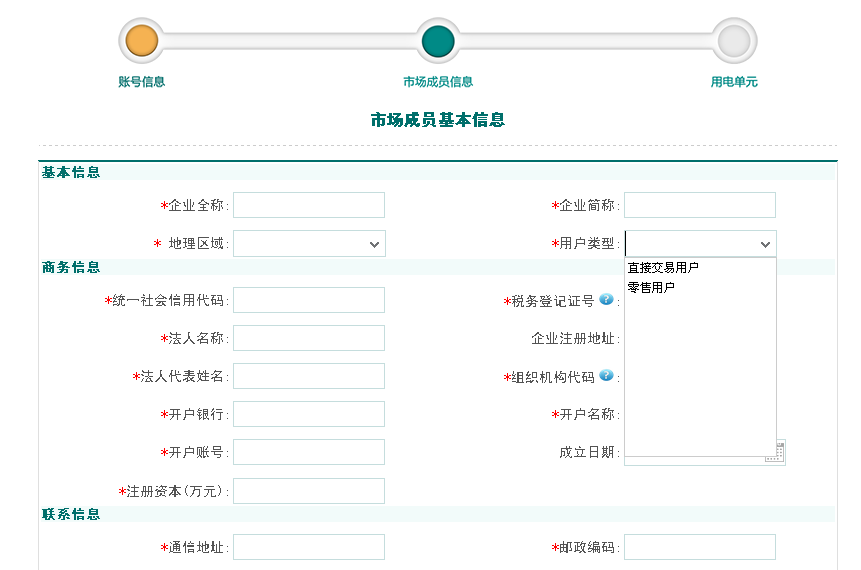 账号信息 市场成员信息 用电单元
市场成员基本信息
基本信息
*企业全称: *企业简称:
* 地理区域: *用户类型:
直接交易用户
零售用户
商务信息
*统一社会信用代码: *税务登记证号 ? :
*法人名称: 企业注册地址:
*法人代表姓名: *组织机构代码 ? :
*开户银行: *开户名称:
*开户账号: 成立日期:
*注册资本(万元):
联系信息
*通信地址: *邮政编码: